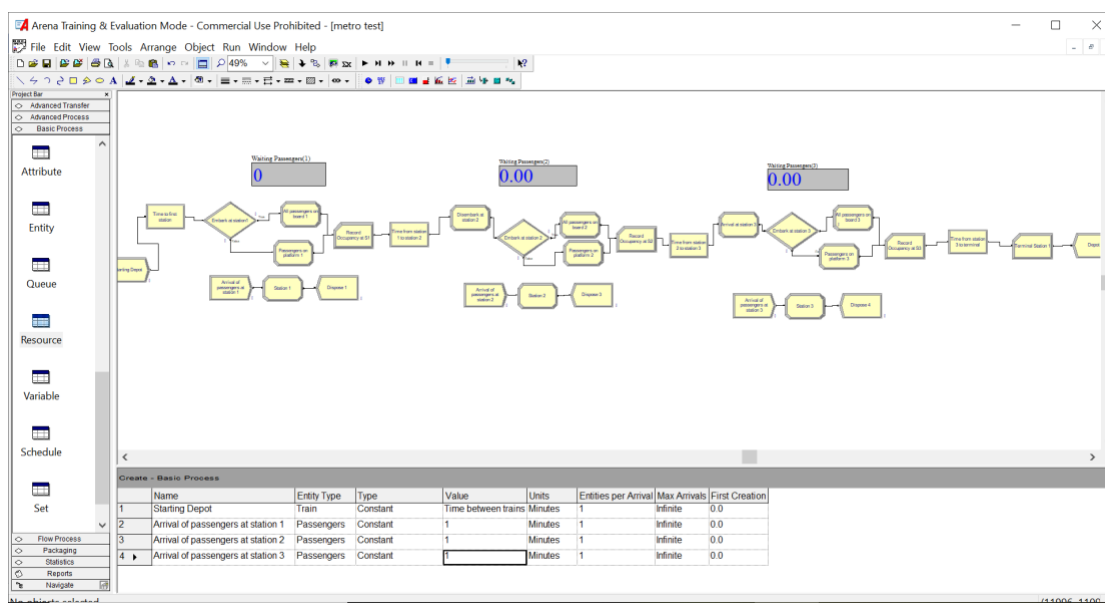 Arena Training & Evaluation Mode - Commercial Use Prohibited - [metro test]
File Edit View Tools Arrange Object Run Window Help
49%
Project Bar
Advanced Transfer
Advanced Process
Basic Process
Attribute
Entity
Queue
Resource
Variable
Schedule
Set
Flow Process
Packaging
Statistics
Reports
Navigate
Waiting Passengers(1)
0
Waiting Passengers(2)
0.00
Waiting Passengers(3)
0.00
Starting Depot
Time to first station
Embark at station1
All passengers on board 1
Passengers on platform 1
Record Occupancy at S1
Time from station 1 to station 2
Disembark at station 2
Embark at station 2
All passengers on board 2
Passengers on platform 2
Record Occupancy at S2
Time from station 2 to station 3
Arrival at station 3
Embark at station 3
All passengers on board 3
Passengers on platform 3
Record Occupancy at S3
Time from station 3 to terminal
Terminal Station 1
Depot
Arrival of passengers at station 1
Station 1
Dispose 1
Arrival of passengers at station 2
Station 2
Dispose 3
Arrival of passengers at station 3
Station 3
Dispose 4
Create - Basic Process
Name Entity Type Type Value Units Entities per Arrival Max Arrivals First Creation
1 Starting Depot Train Constant Time between trains Minutes 1 Infinite 0.0
2 Arrival of passengers at station 1 Passengers Constant 1 Minutes 1 Infinite 0.0
3 Arrival of passengers at station 2 Passengers Constant 1 Minutes 1 Infinite 0.0
4 Arrival of passengers at station 3 Passengers Constant 1 Minutes 1 Infinite 0.0